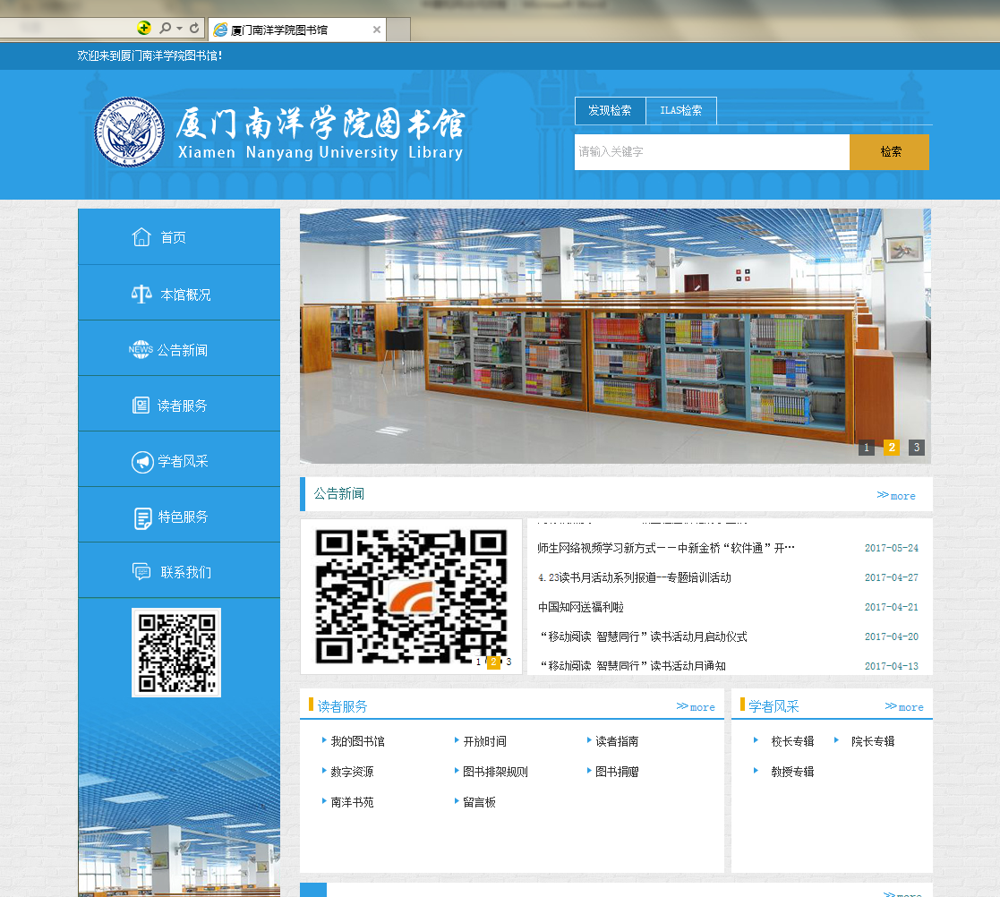 厦门南洋学院图书馆
欢迎来到厦门南洋学院图书馆!
厦门南洋学院图书馆
Xiamen Nanyang University Library
发现检索 ILAS检索
请输入关键字 检索
首页
本馆概况
NEWS 公告新闻
读者服务
学者风采
特色服务
联系我们
1 2 3
公告新闻 >>more
师生网络视频学习新方式——中新金桥“软件通”开… 2017-05-24
4.23读书月活动系列报道--专题培训活动 2017-04-27
中国知网送福利啦 2017-04-21
“移动阅读 智慧同行”读书活动月启动仪式 2017-04-20
“移动阅读 智慧同行”读书活动月通知 2017-04-13
1 2 3
读者服务 >>more
我的图书馆 开放时间 读者指南
数字资源 图书排架规则 图书捐赠
南洋书苑 留言板
学者风采 >>more
校长专辑 院长专辑
教授专辑
>>more